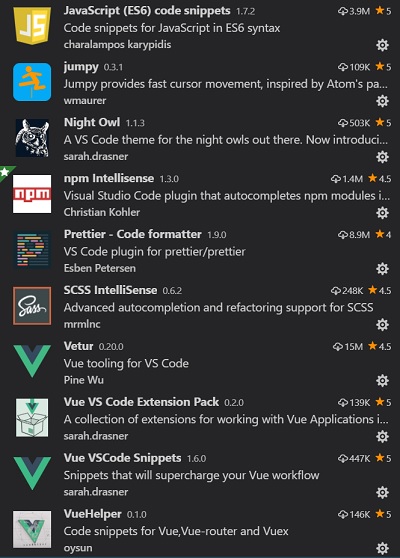 JavaScript (ES6) code snippets 1.7.2 3.9M 5
Code snippets for JavaScript in ES6 syntax
charalampos karypidis
jumpy 0.3.1 109K 5
Jumpy provides fast cursor movement, inspired by Atom's pa...
wmaurer
Night Owl 1.1.3 503K 5
A VS Code theme for the night owls out there. Now introduci...
sarah.drasner
npm Intellisense 1.3.0 1.4M 4.5
Visual Studio Code plugin that autocompletes npm modules i...
Christian Kohler
Prettier - Code formatter 1.9.0 8.9M 4
VS Code plugin for prettier/prettier
Esben Petersen
SCSS IntelliSense 0.6.2 248K 4.5
Advanced autocompletion and refactoring support for SCSS
mrmlnc
Vetur 0.20.0 15M 4.5
Vue tooling for VS Code
Pine Wu
Vue VS Code Extension Pack 0.2.0 139K 5
A collection of extensions for working with Vue Applications i...
sarah.drasner
Vue VSCode Snippets 1.6.0 447K 5
Snippets that will supercharge your Vue workflow
sarah.drasner
VueHelper 0.1.0 146K 5
Code snippets for Vue,Vue-router and Vuex
oysun
JS
npm
Sass